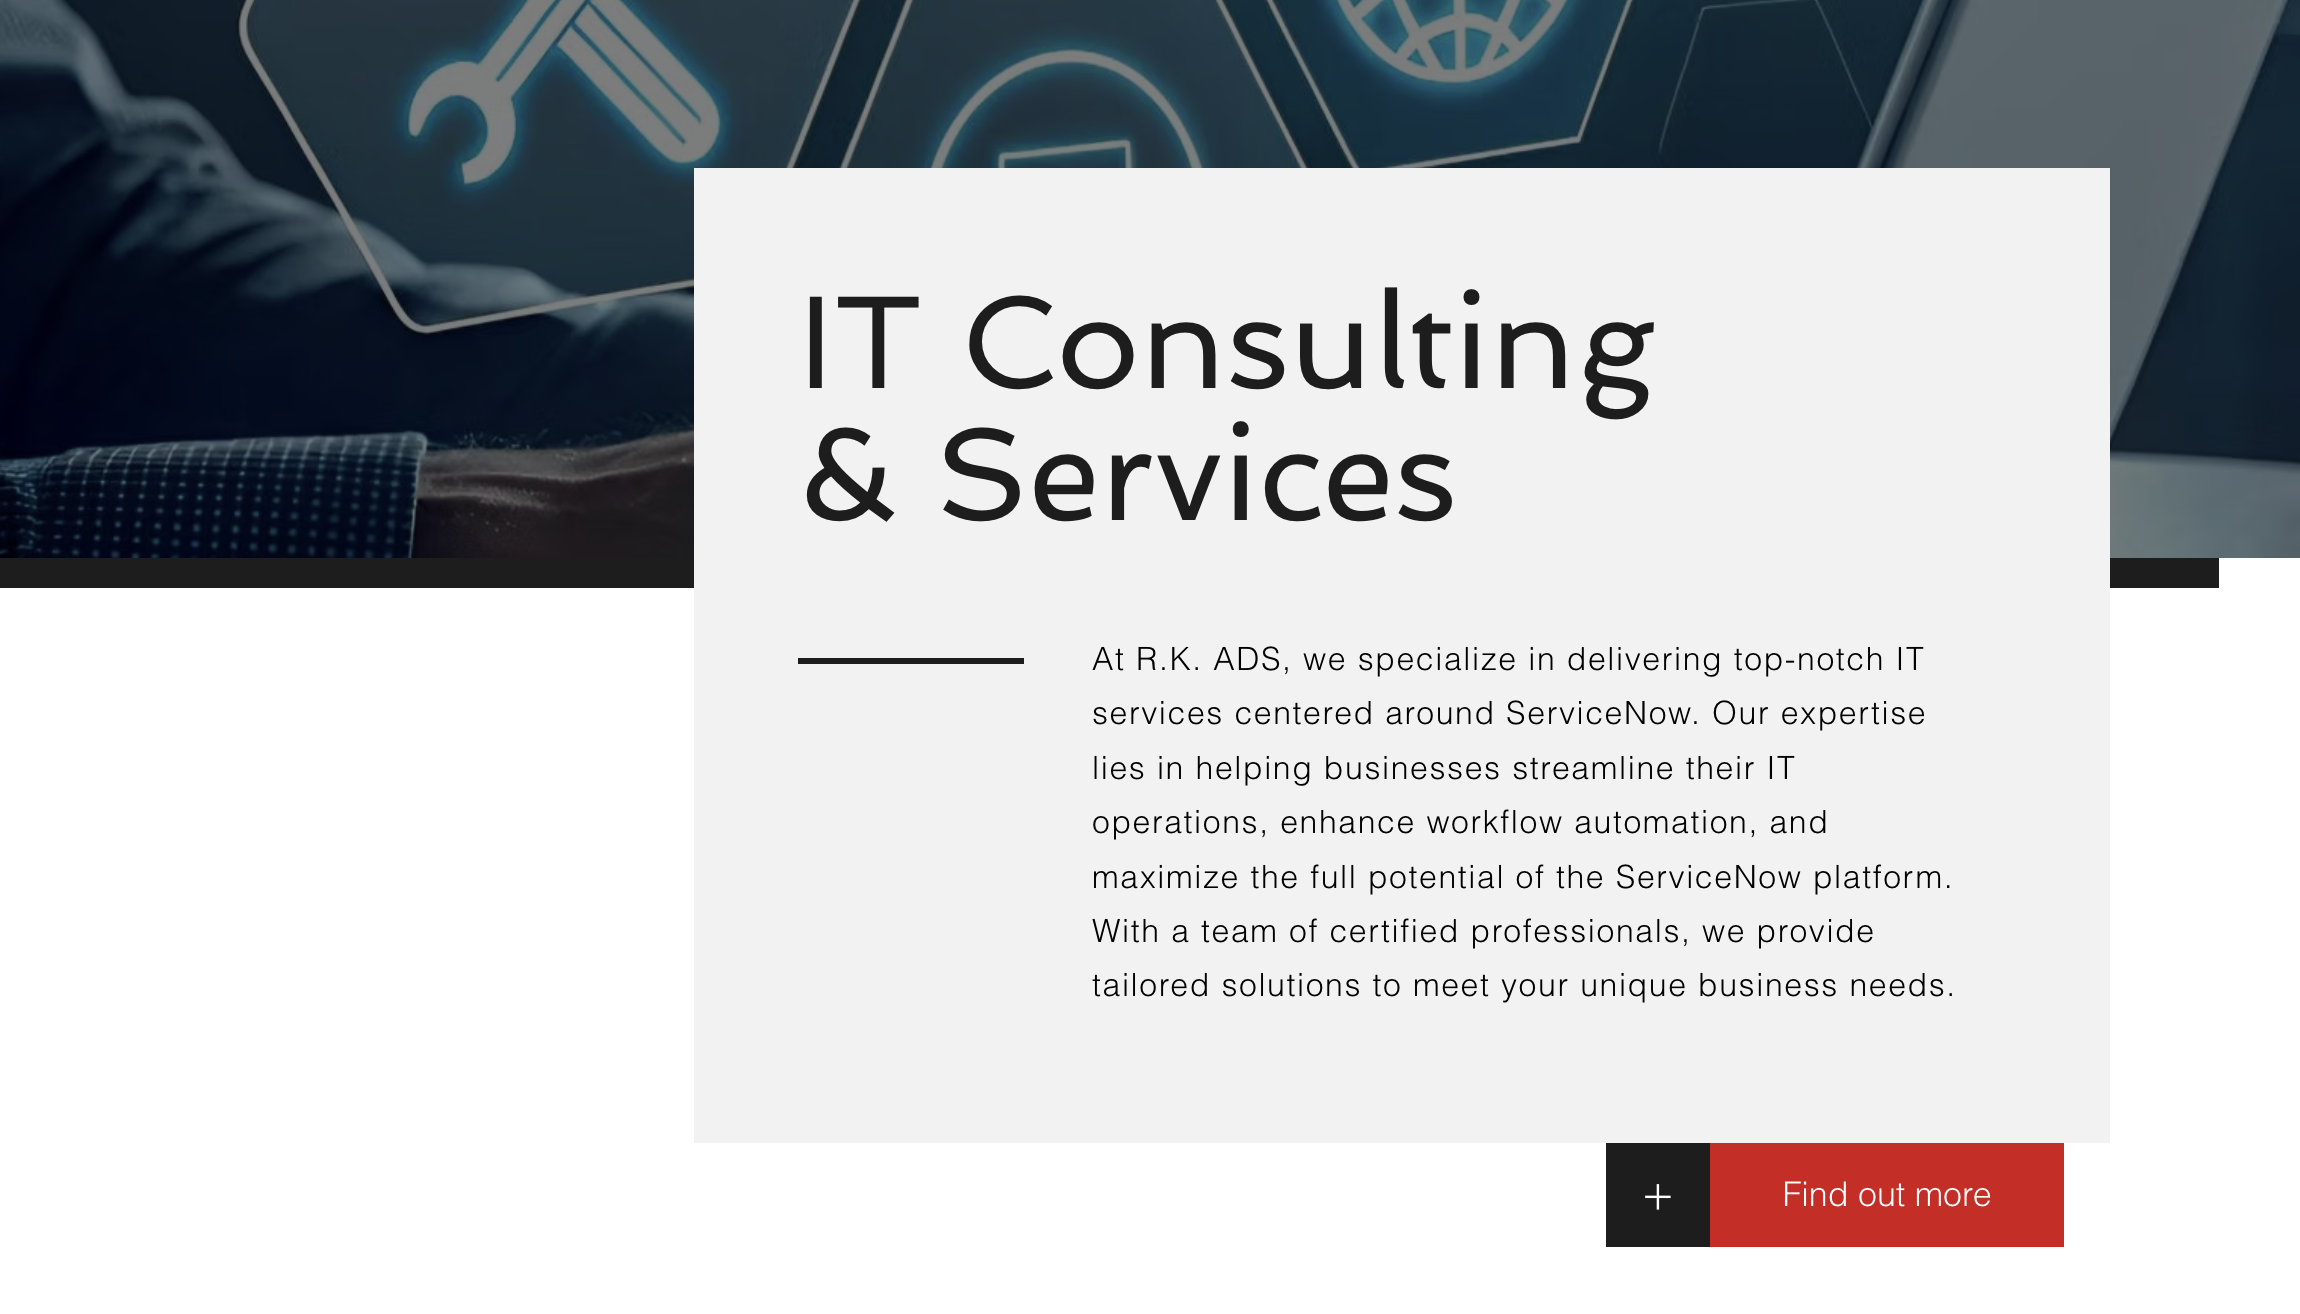 IT Consulting
& Services
At R.K. ADS, we specialize in delivering top-notch IT
services centered around ServiceNow. Our expertise
lies in helping businesses streamline their IT
operations, enhance workflow automation, and
maximize the full potential of the ServiceNow platform.
With a team of certified professionals, we provide
tailored solutions to meet your unique business needs.
+ Find out more